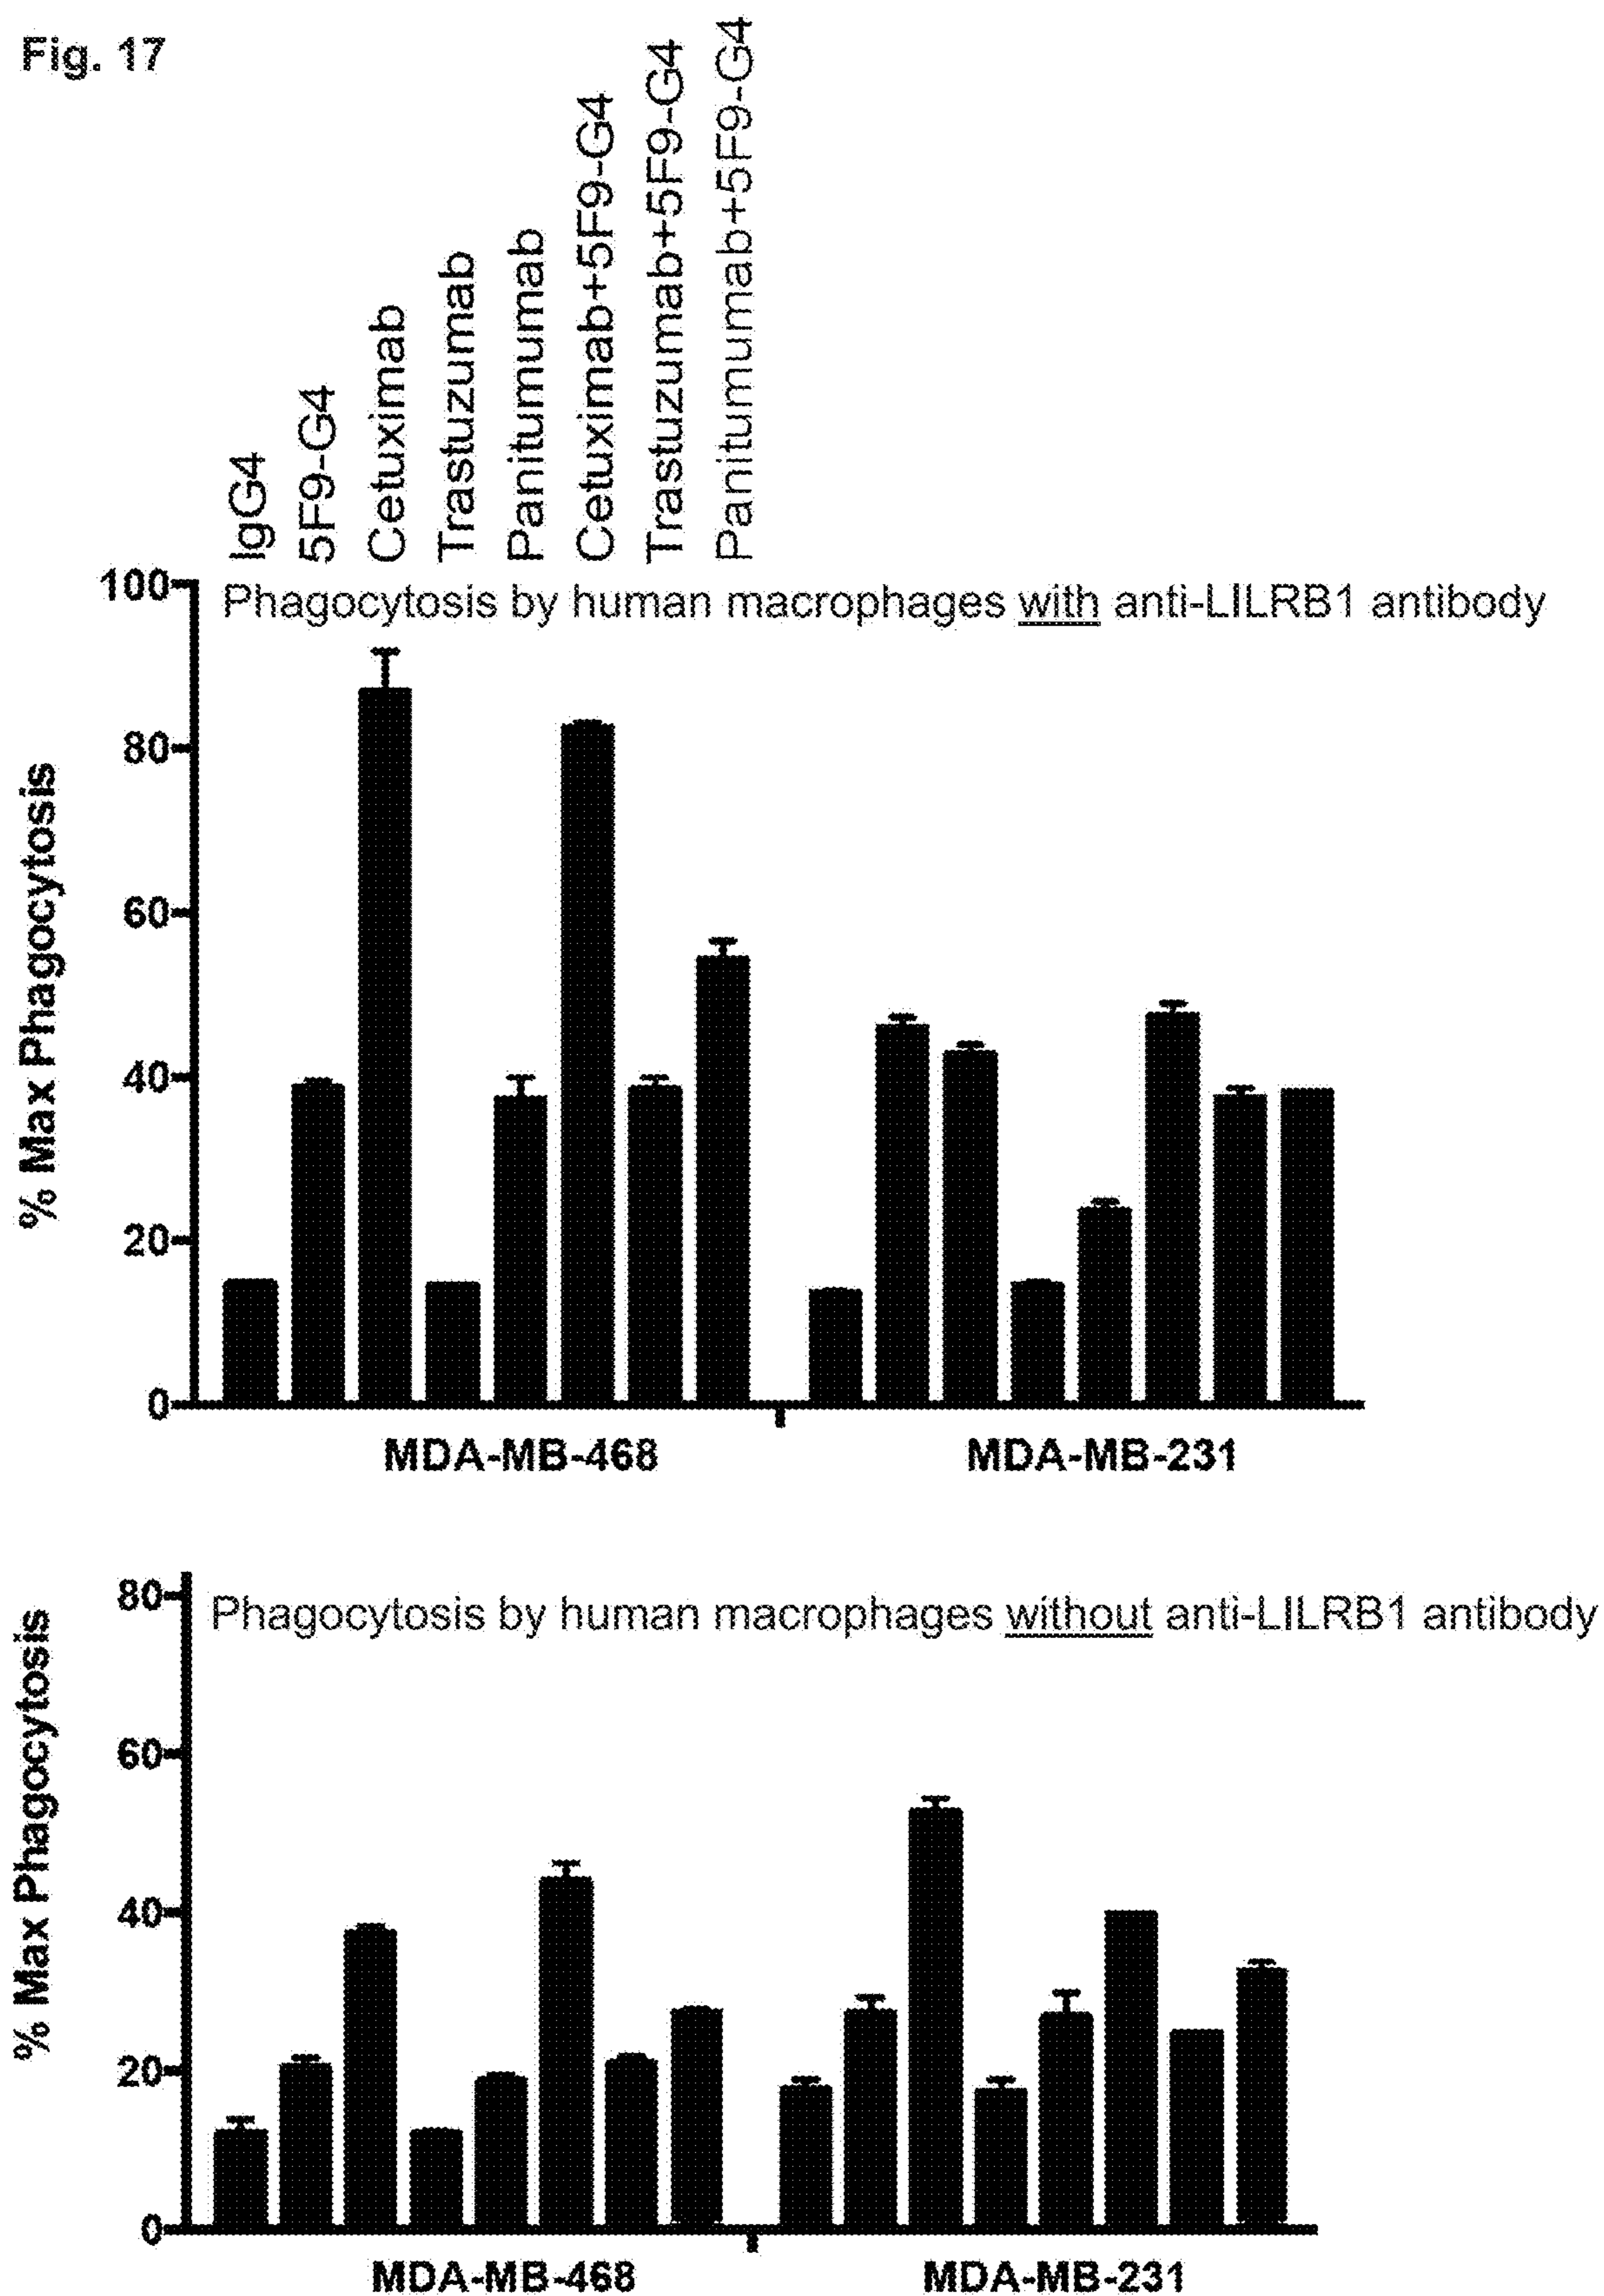 Fig. 17
IgG4
5F9-G4
Cetuximab
Trastuzumab
Panitumumab
Cetuximab+5F9-G4
Trastuzumab+5F9-G4
Panitumumab+5F9-G4
Phagocytosis by human macrophages with anti-LILRB1 antibody
% Max Phagocytosis
100
80
60
40
20
0
MDA-MB-468
MDA-MB-231
Phagocytosis by human macrophages without anti-LILRB1 antibody
% Max Phagocytosis
80
60
40
20
0
MDA-MB-468
MDA-MB-231